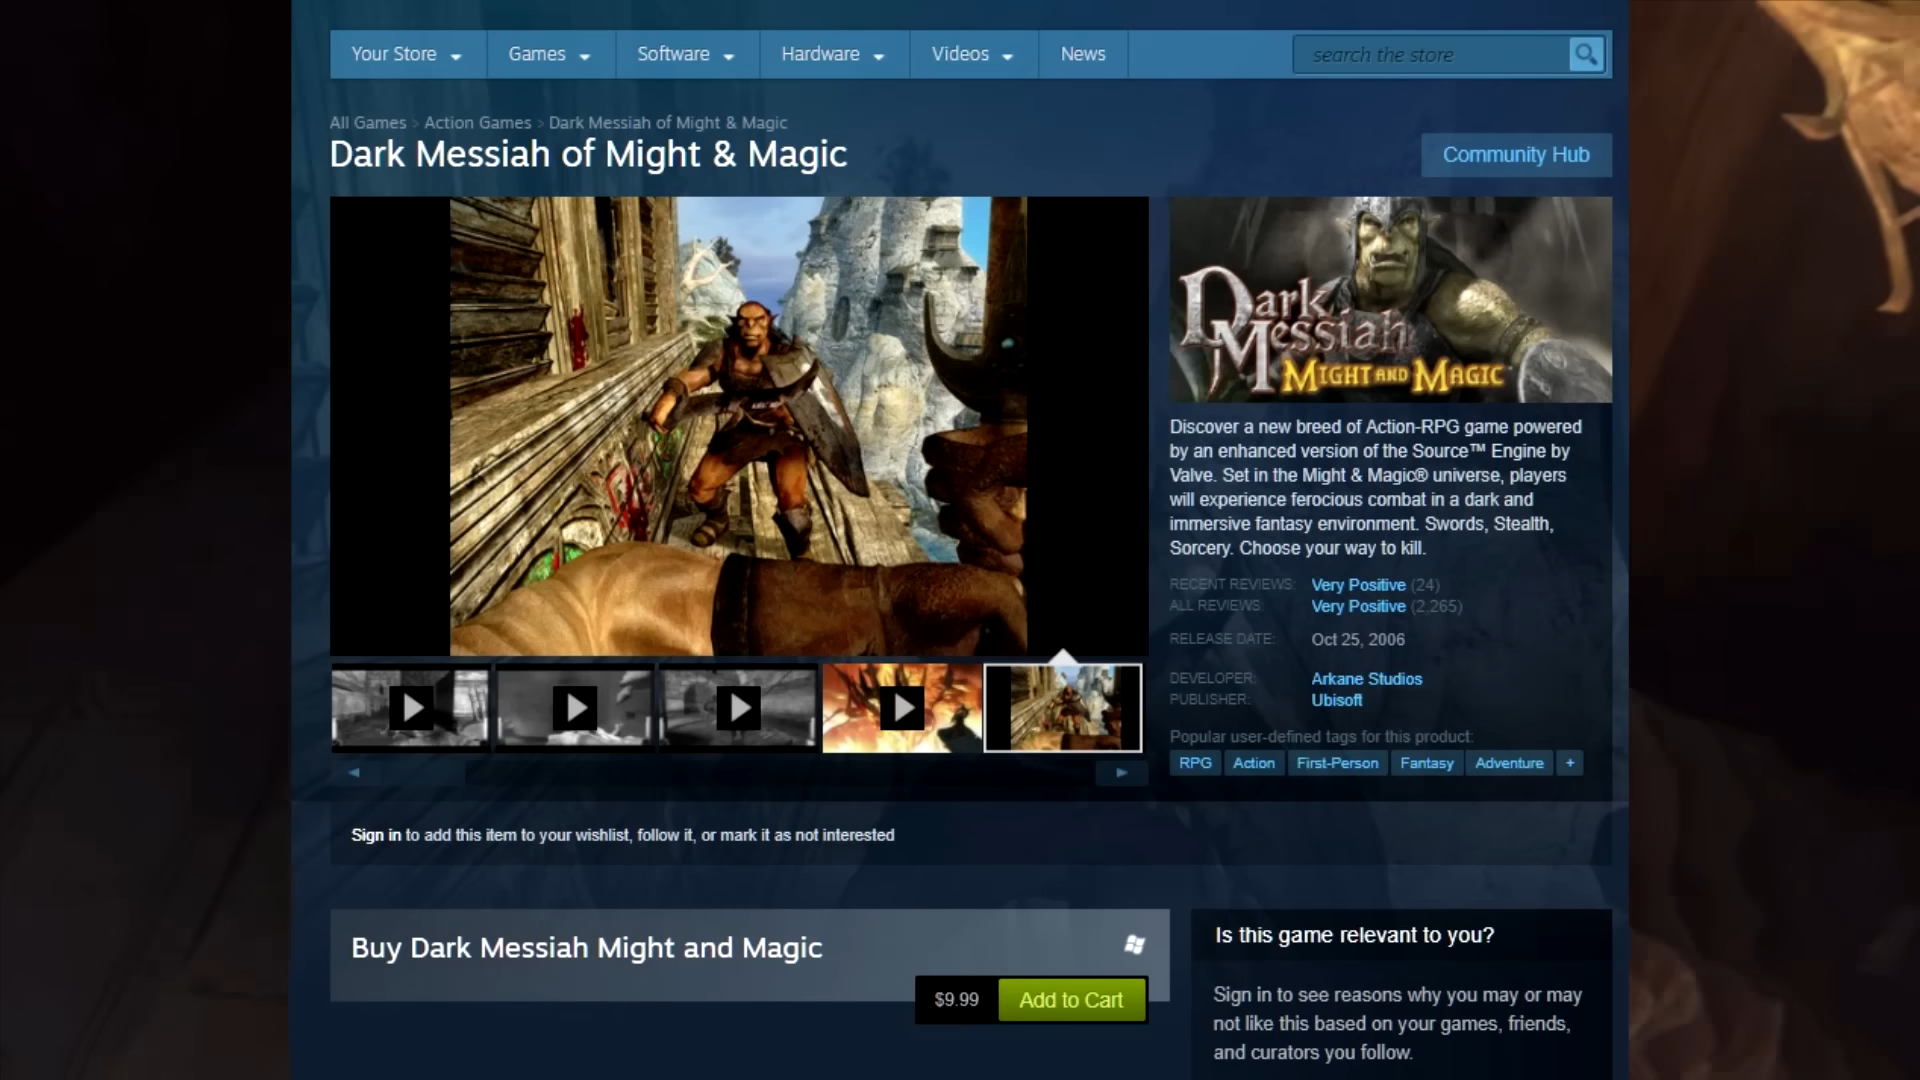 Your Store
Games
Software
Hardware
Videos
News
search the store
All Games > Action Games > Dark Messiah of Might & Magic
Dark Messiah of Might & Magic
Community Hub
Dark
Messiah
MIGHT AND MAGIC
Discover a new breed of Action-RPG game powered
by an enhanced version of the Source™ Engine by
Valve. Set in the Might & Magic® universe, players
will experience ferocious combat in a dark and
immersive fantasy environment. Swords, Stealth,
Sorcery. Choose your way to kill.
RECENT REVIEWS: Very Positive (24)
ALL REVIEWS: Very Positive (2,265)
RELEASE DATE: Oct 25, 2006
DEVELOPER: Arkane Studios
PUBLISHER: Ubisoft
Popular user-defined tags for this product:
RPG Action First-Person Fantasy Adventure +
Sign in to add this item to your wishlist, follow it, or mark it as not interested
Buy Dark Messiah Might and Magic
$9.99 Add to Cart
Is this game relevant to you?
Sign in to see reasons why you may or may
not like this based on your games, friends,
and curators you follow.